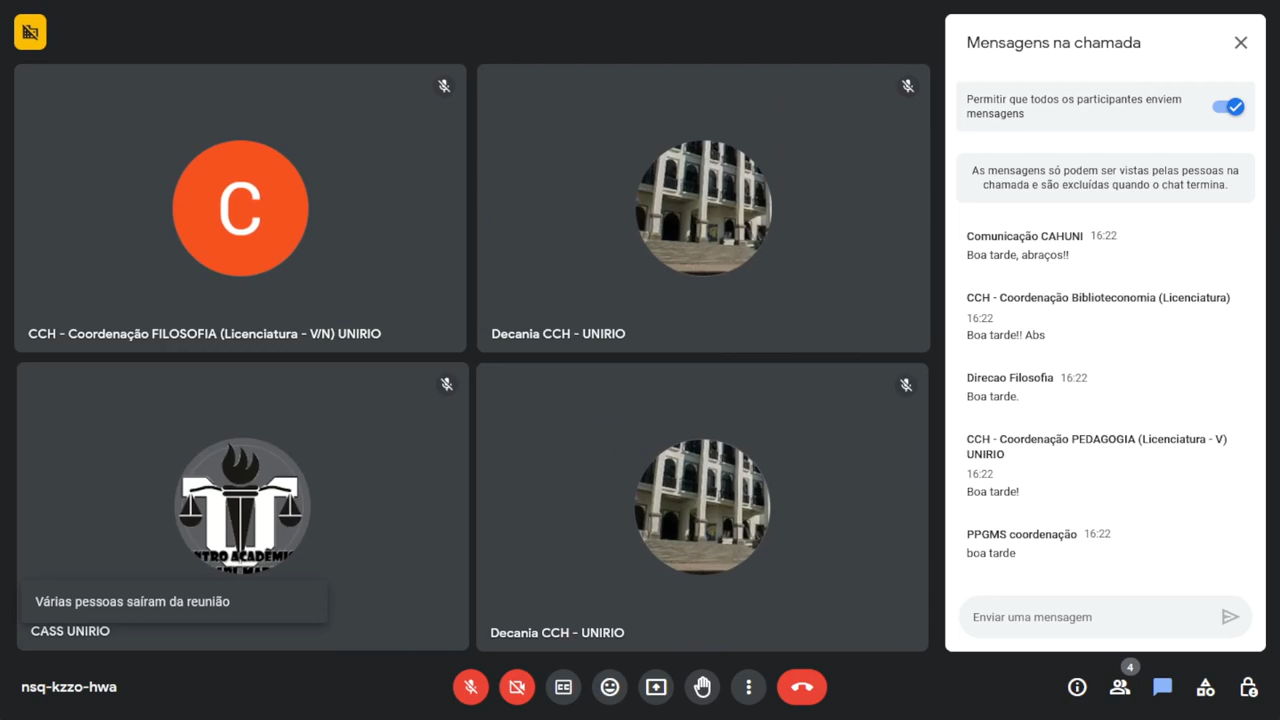 C
CCH - Coordenação FILOSOFIA (Licenciatura - V/N) UNIRIO
Decania CCH - UNIRIO
Várias pessoas saíram da reunião
CASS UNIRIO
Decania CCH - UNIRIO
nsq-kzzo-hwa
4
Mensagens na chamada
Permitir que todos os participantes enviem
mensagens
As mensagens só podem ser vistas pelas pessoas na
chamada e são excluídas quando o chat termina.
Comunicação CAHUNI 16:22
Boa tarde, abraços!!
CCH - Coordenação Biblioteconomia (Licenciatura)
16:22
Boa tarde!! Abs
Direcao Filosofia 16:22
Boa tarde.
CCH - Coordenação PEDAGOGIA (Licenciatura - V)
UNIRIO
16:22
Boa tarde!
PPGMS coordenação 16:22
boa tarde
Enviar uma mensagem